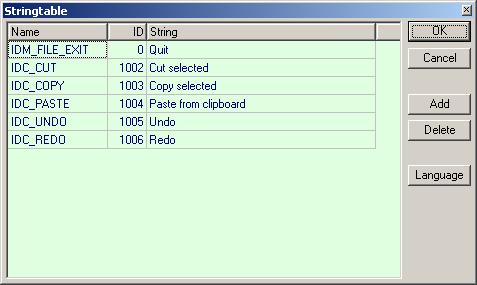 Stringtable
Name ID String
IDM_FILE_EXIT 0 Quit
IDC_CUT 1002 Cut selected
IDC_COPY 1003 Copy selected
IDC_PASTE 1004 Paste from clipboard
IDC_UNDO 1005 Undo
IDC_REDO 1006 Redo
OK
Cancel
Add
Delete
Language